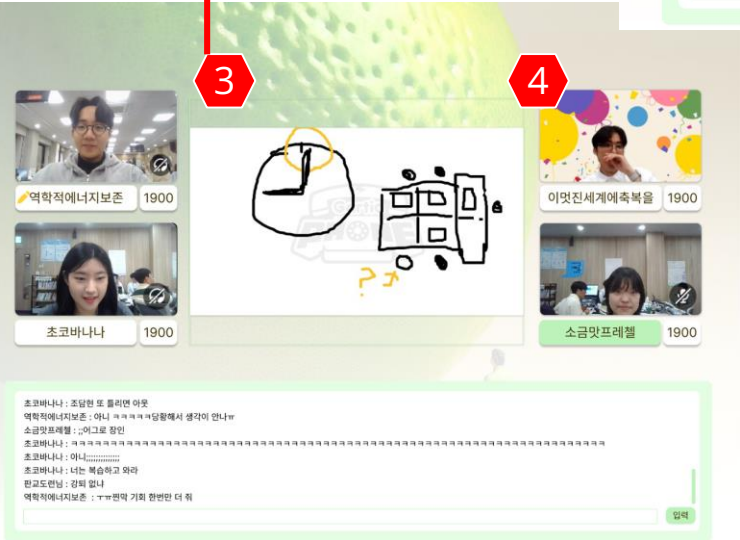 3
4
역학적에너지보존 1900
이멋진세계에축복을 1900
3
초코바나나 1900
소금맛프레첼 1900
?
PHONE
초코바나나 : 조담현 또 틀리면 아웃
역학적에너지보존 : 아니 ㅋㅋㅋㅋㅋ당황해서 생각이 안나ㅠ
소금맛프레첼 : ;;어그로 장인
초코바나나 : ㅋㅋㅋㅋㅋㅋㅋㅋㅋㅋㅋㅋㅋㅋㅋㅋㅋㅋㅋㅋㅋㅋㅋㅋㅋㅋㅋㅋㅋㅋㅋㅋㅋㅋㅋㅋㅋㅋㅋㅋㅋㅋㅋㅋㅋㅋㅋㅋㅋㅋㅋㅋㅋㅋㅋㅋㅋㅋㅋㅋㅋㅋㅋㅋ
초코바나나 : 아니;;;;;;;;;;;;;;
초코바나나 : 너는 복습하고 와라
판교도련님 : 강퇴 없냐
역학적에너지보존 : ㅜㅠ찐막 기회 한번만 더 줘
입력